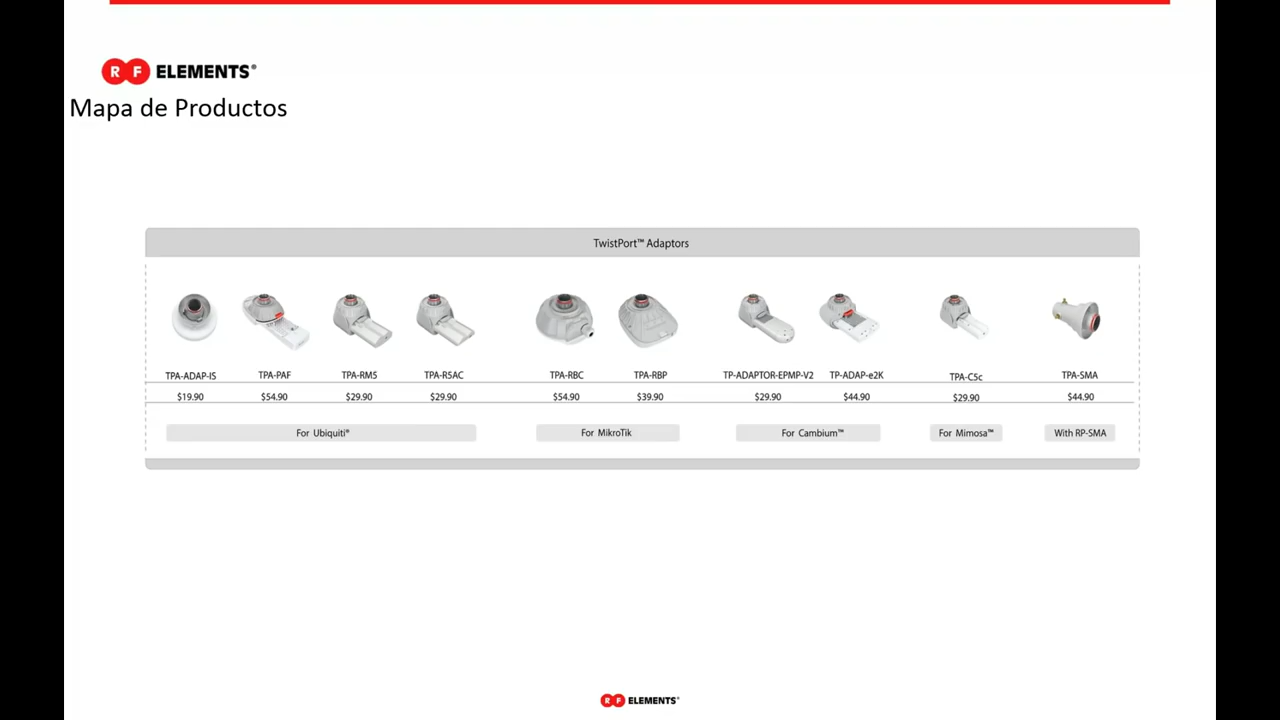 R F ELEMENTS®
Mapa de Productos
TwistPort™ Adaptors
TPA-ADAP-IS TPA-PAF TPA-RM5 TPA-R5AC TPA-RBC TPA-RBP TP-ADAPTOR-EPMP-V2 TP-ADAP-e2K TPA-C5c TPA-SMA
$19.90 $54.90 $29.90 $29.90 $54.90 $39.90 $29.90 $44.90 $29.90 $44.90
For Ubiquiti® For MikroTik For Cambium™ For Mimosa™ With RP-SMA
R F ELEMENTS®